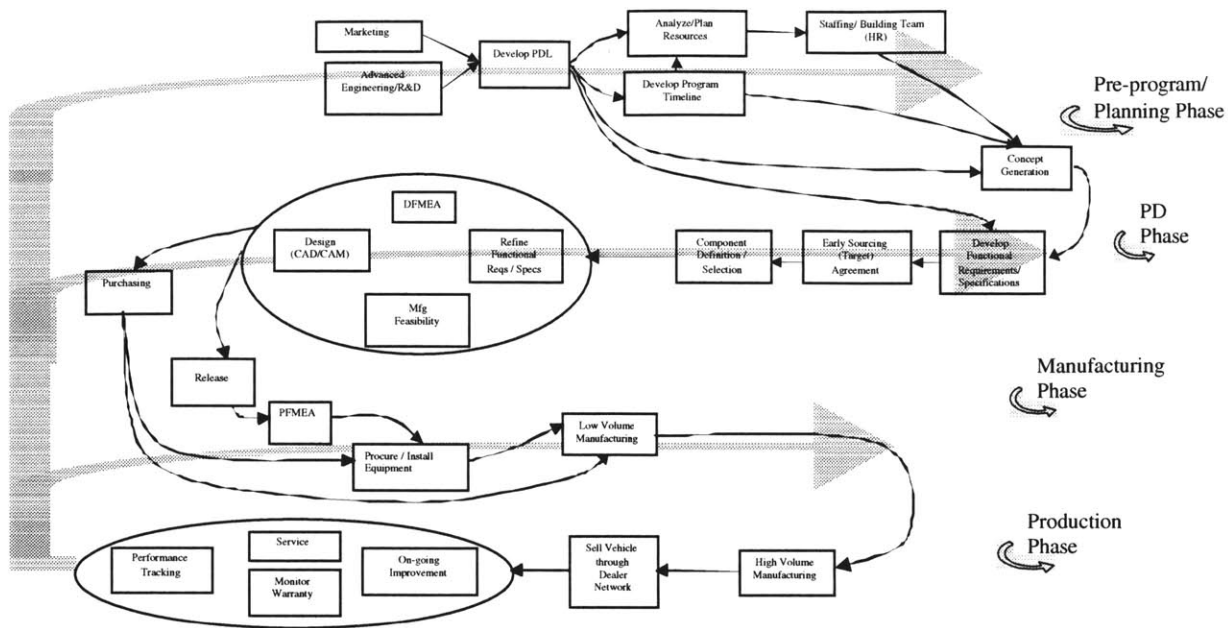 Marketing
Advanced
Engineering/R&D
Develop PDL
Analyze/Plan
Resources
Staffing/ Building Team
(HR)
Develop Program
Timeline
Pre-program/
Planning Phase
Concept
Generation
PD
Phase
DFMEA
Design
(CAD/CAM)
Refine
Functional
Reqs / Specs
Mfg
Feasibility
Component
Definition /
Selection
Early Sourcing
(Target)
Agreement
Develop
Functional
Requirements/
Specifications
Purchasing
Release
PFMEA
Procure / Install
Equipment
Low Volume
Manufacturing
Manufacturing
Phase
Performance
Tracking
Service
Monitor
Warranty
On-going
Improvement
Sell Vehicle
through
Dealer
Network
High Volume
Manufacturing
Production
Phase